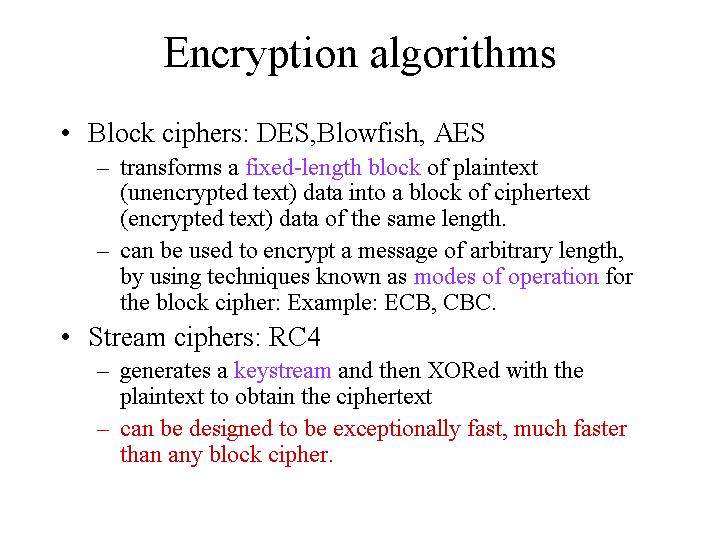 Encryption algorithms
• Block ciphers: DES,Blowfish, AES
– transforms a fixed-length block of plaintext
(unencrypted text) data into a block of ciphertext
(encrypted text) data of the same length.
– can be used to encrypt a message of arbitrary length,
by using techniques known as modes of operation for
the block cipher: Example: ECB, CBC.
• Stream ciphers: RC4
– generates a keystream and then XORed with the
plaintext to obtain the ciphertext
– can be designed to be exceptionally fast, much faster
than any block cipher.